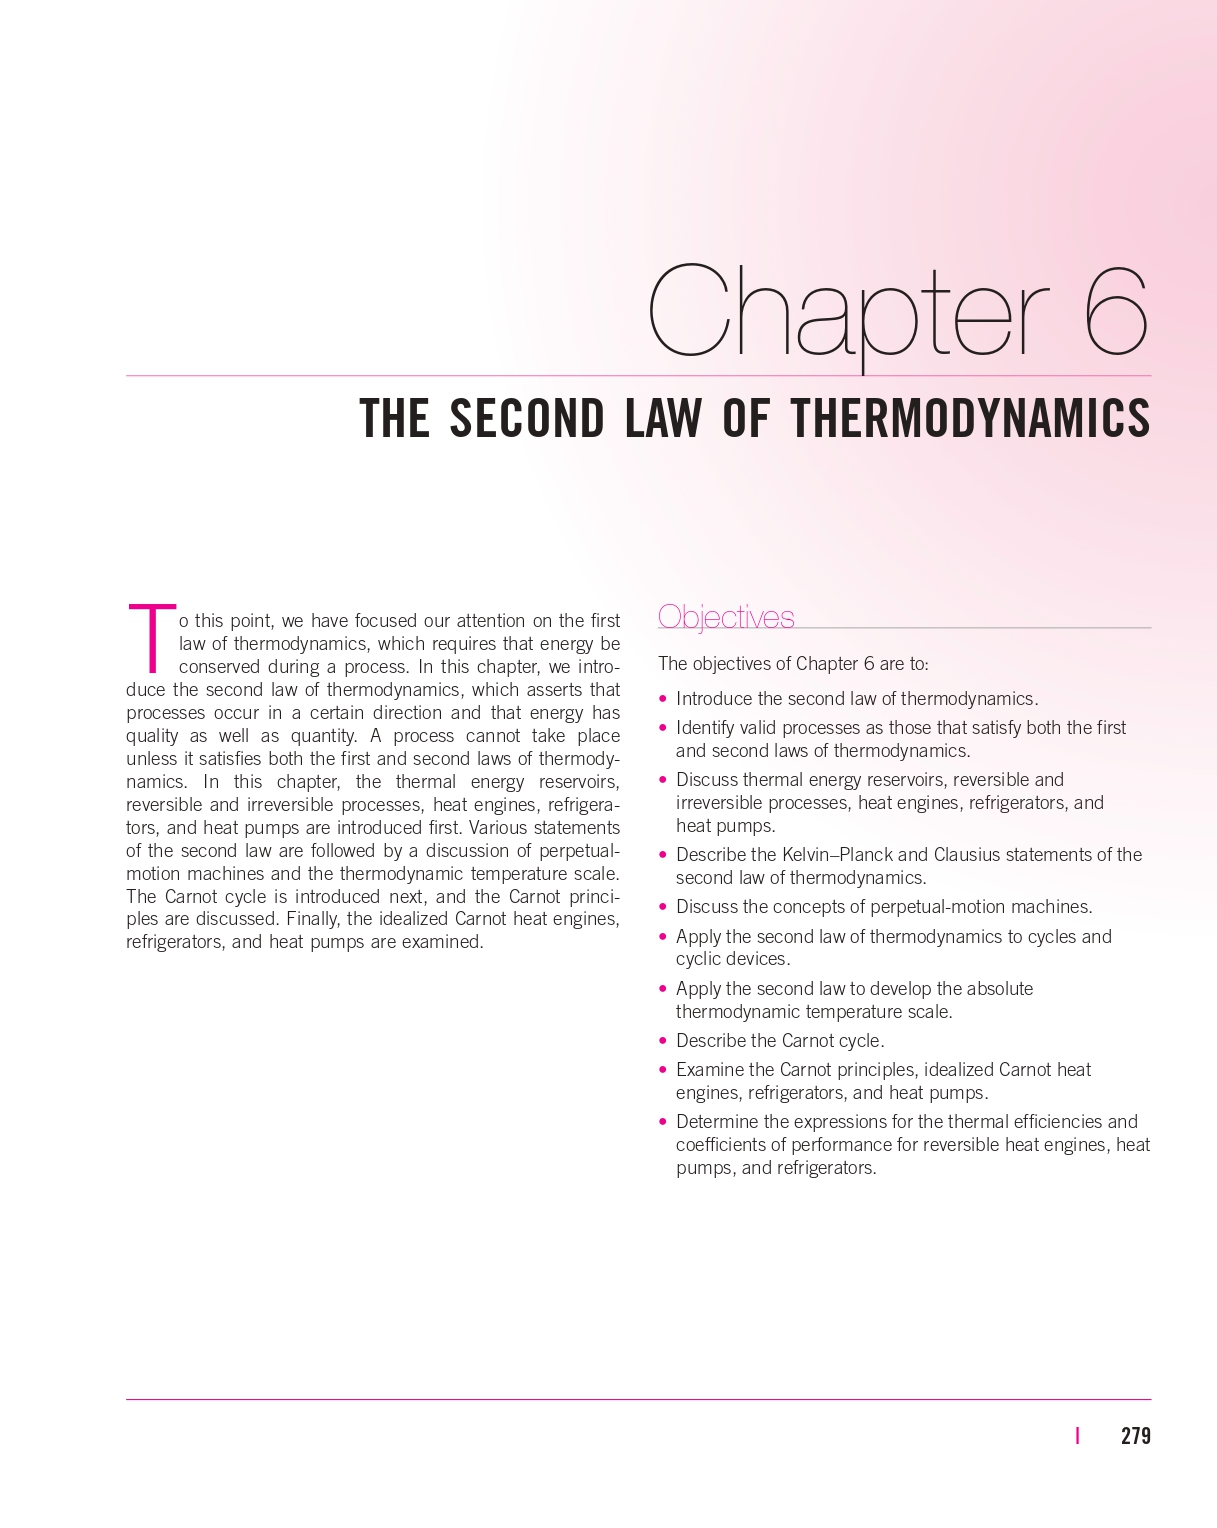 Chapter 6
THE SECOND LAW OF THERMODYNAMICS
To this point, we have focused our attention on the first
law of thermodynamics, which requires that energy be
conserved during a process. In this chapter, we intro-
duce the second law of thermodynamics, which asserts that
processes occur in a certain direction and that energy has
quality as well as quantity. A process cannot take place
unless it satisfies both the first and second laws of thermody-
namics. In this chapter, the thermal energy reservoirs,
reversible and irreversible processes, heat engines, refrigera-
tors, and heat pumps are introduced first. Various statements
of the second law are followed by a discussion of perpetual-
motion machines and the thermodynamic temperature scale.
The Carnot cycle is introduced next, and the Carnot princi-
ples are discussed. Finally, the idealized Carnot heat engines,
refrigerators, and heat pumps are examined.
Objectives
The objectives of Chapter 6 are to:
• Introduce the second law of thermodynamics.
• Identify valid processes as those that satisfy both the first
and second laws of thermodynamics.
• Discuss thermal energy reservoirs, reversible and
irreversible processes, heat engines, refrigerators, and
heat pumps.
• Describe the Kelvin–Planck and Clausius statements of the
second law of thermodynamics.
• Discuss the concepts of perpetual-motion machines.
• Apply the second law of thermodynamics to cycles and
cyclic devices.
• Apply the second law to develop the absolute
thermodynamic temperature scale.
• Describe the Carnot cycle.
• Examine the Carnot principles, idealized Carnot heat
engines, refrigerators, and heat pumps.
• Determine the expressions for the thermal efficiencies and
coefficients of performance for reversible heat engines, heat
pumps, and refrigerators.
| 279